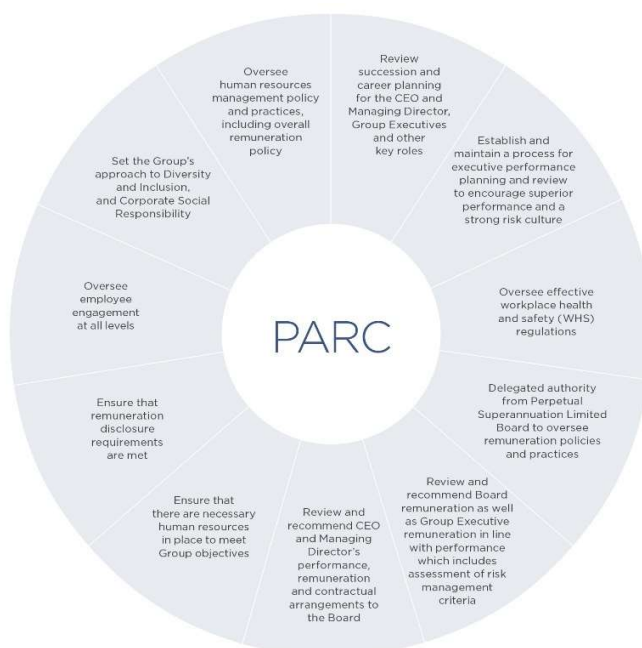 Review
succession and
career planning
for the CEO and
Managing Director,
Group Executives
and other
key roles
Establish and
maintain a process for
executive performance
planning and review
to encourage superior
performance and a
strong risk culture
Oversee effective
workplace health
and safety (WHS)
regulations
Delegated authority
from Perpetual
Superannuation Limited
Board to oversee
remuneration policies
and practices
Review and
recommend Board
remuneration as well
as Group Executive
remuneration in line
with performance
which includes
assessment of risk
management
criteria
Review and
recommend CEO
and Managing
Director's
performance,
remuneration
and contractual
arrangements to
the Board
Ensure that
there are necessary
human resources
in place to meet
Group objectives
Ensure that
remuneration
disclosure
requirements
are met
Oversee
employee
engagement
at all levels
Set the Group's
approach to Diversity
and Inclusion,
and Corporate Social
Responsibility
Oversee
human resources
management policy
and practices,
including overall
remuneration
policy
PARC